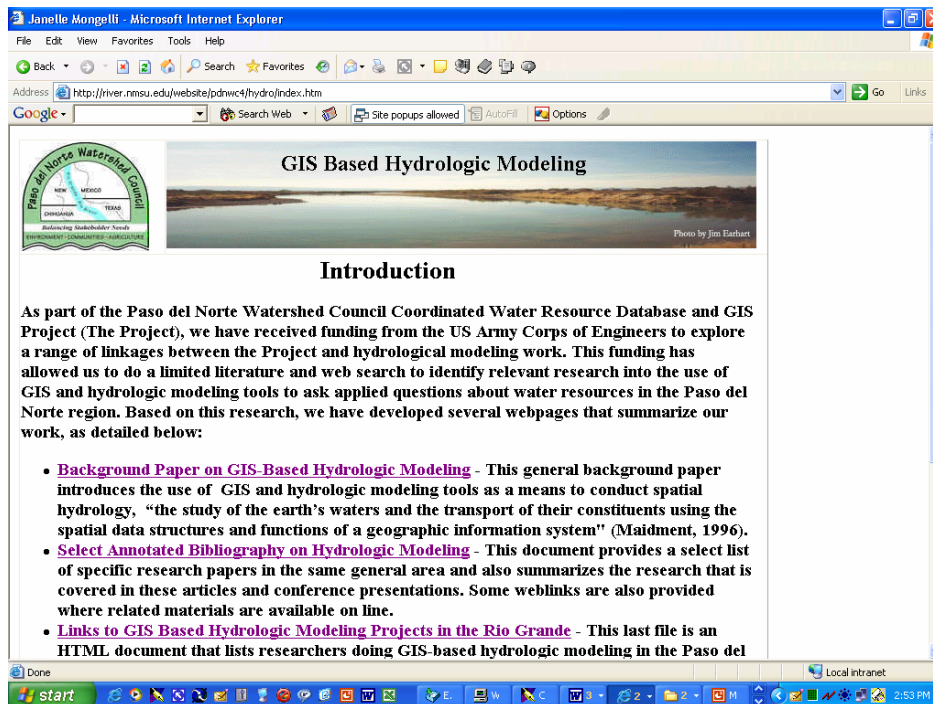 Janelle Mongelli - Microsoft Internet Explorer
File Edit View Favorites Tools Help
Back Search Favorites
Address http://river.nmsu.edu/website/pdnwc4/hydro/index.htm Go Links
Google Search Web Site popups allowed AutoFill Options
Paso del Norte Watershed Council
NEW MEXICO
TEXAS
CHIHUAHUA
Balancing Stakeholder Needs
ENVIRONMENT · COMMUNITIES · AGRICULTURE
GIS Based Hydrologic Modeling
Photo by Jim Earhart
Introduction
As part of the Paso del Norte Watershed Council Coordinated Water Resource Database and GIS
Project (The Project), we have received funding from the US Army Corps of Engineers to explore
a range of linkages between the Project and hydrological modeling work. This funding has
allowed us to do a limited literature and web search to identify relevant research into the use of
GIS and hydrologic modeling tools to ask applied questions about water resources in the Paso del
Norte region. Based on this research, we have developed several webpages that summarize our
work, as detailed below:
• Background Paper on GIS-Based Hydrologic Modeling - This general background paper
introduces the use of GIS and hydrologic modeling tools as a means to conduct spatial
hydrology, “the study of the earth’s waters and the transport of their constituents using the
spatial data structures and functions of a geographic information system" (Maidment, 1996).
• Select Annotated Bibliography on Hydrologic Modeling - This document provides a select list
of specific research papers in the same general area and also summarizes the research that is
covered in these articles and conference presentations. Some weblinks are also provided
where related materials are available on line.
• Links to GIS Based Hydrologic Modeling Projects in the Rio Grande - This last file is an
HTML document that lists researchers doing GIS-based hydrologic modeling in the Paso del
Done Local intranet
start E. W C 3 2 2 M 2:53 PM